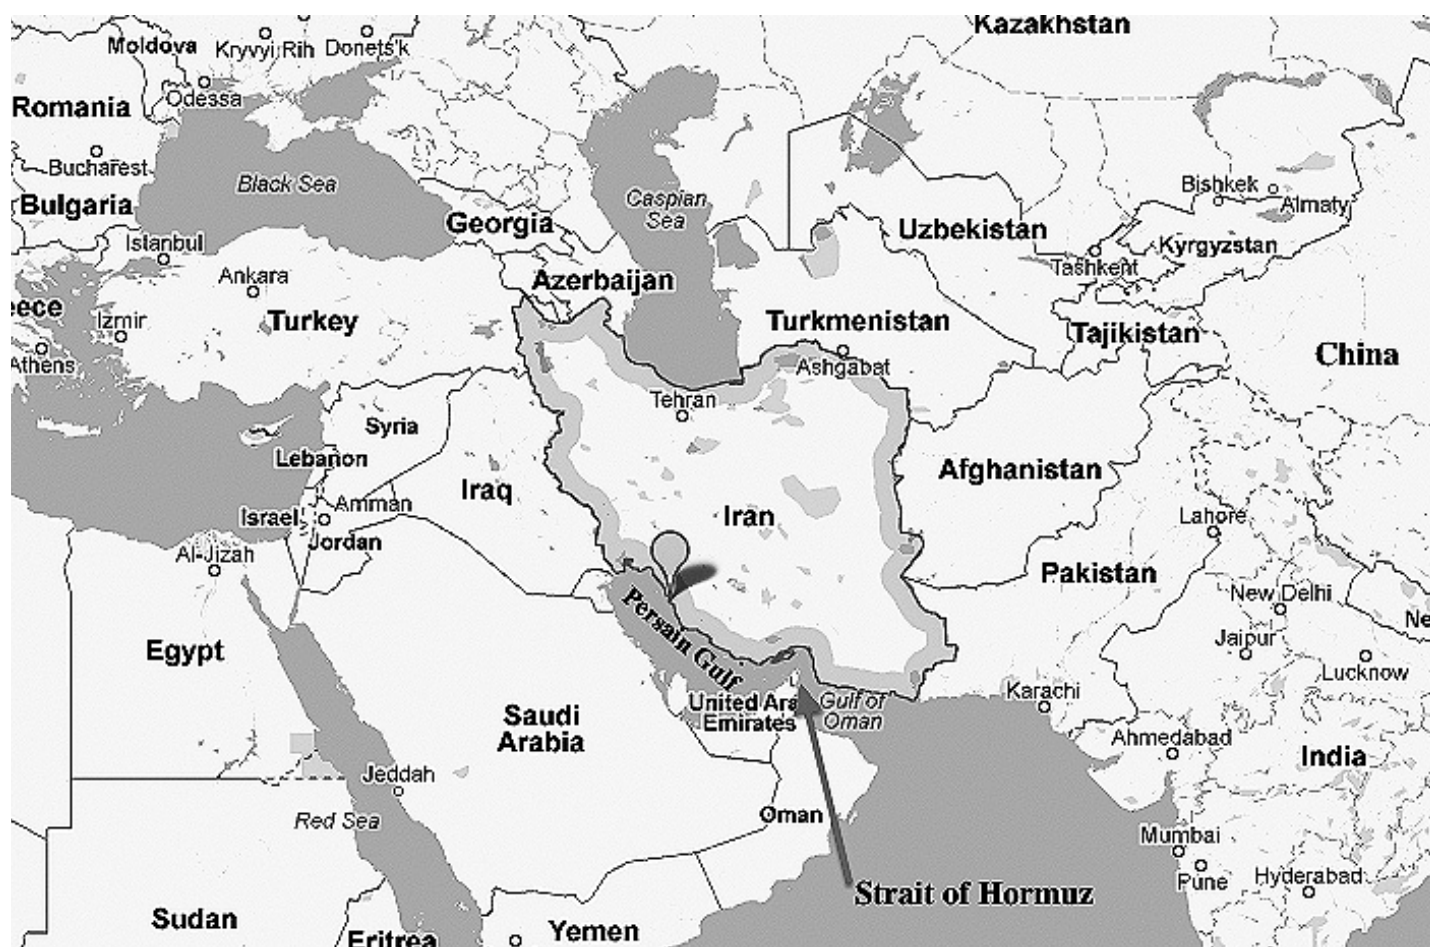 Kazakhstan
Moldova
Kryvyi Rih
Donets'k
Odessa
Romania
Bucharest
Black Sea
Caspian
Sea
Bishkek
Almaty
Bulgaria
Georgia
Uzbekistan
Kyrgyzstan
Istanbul
Tashkent
Ankara
Azerbaijan
eece
Izmir
Turkey
Turkmenistan
Tajikistan
China
Athens
Ashgabat
Tehran
Syria
Lebanon
Afghanistan
Iraq
Amman
Israel
Iran
Lahore
Jordan
Al-Jizah
Pakistan
New Delhi
Ne
Persain Gulf
Jaipur
Egypt
Lucknow
Karachi
United Ara
Emirates
Gulf of
Oman
Saudi
Arabia
Ahmedabad
India
Jeddah
Red Sea
Oman
Mumbai
Pune
Hyderabad
Strait of Hormuz
Sudan
Eritrea
Yemen